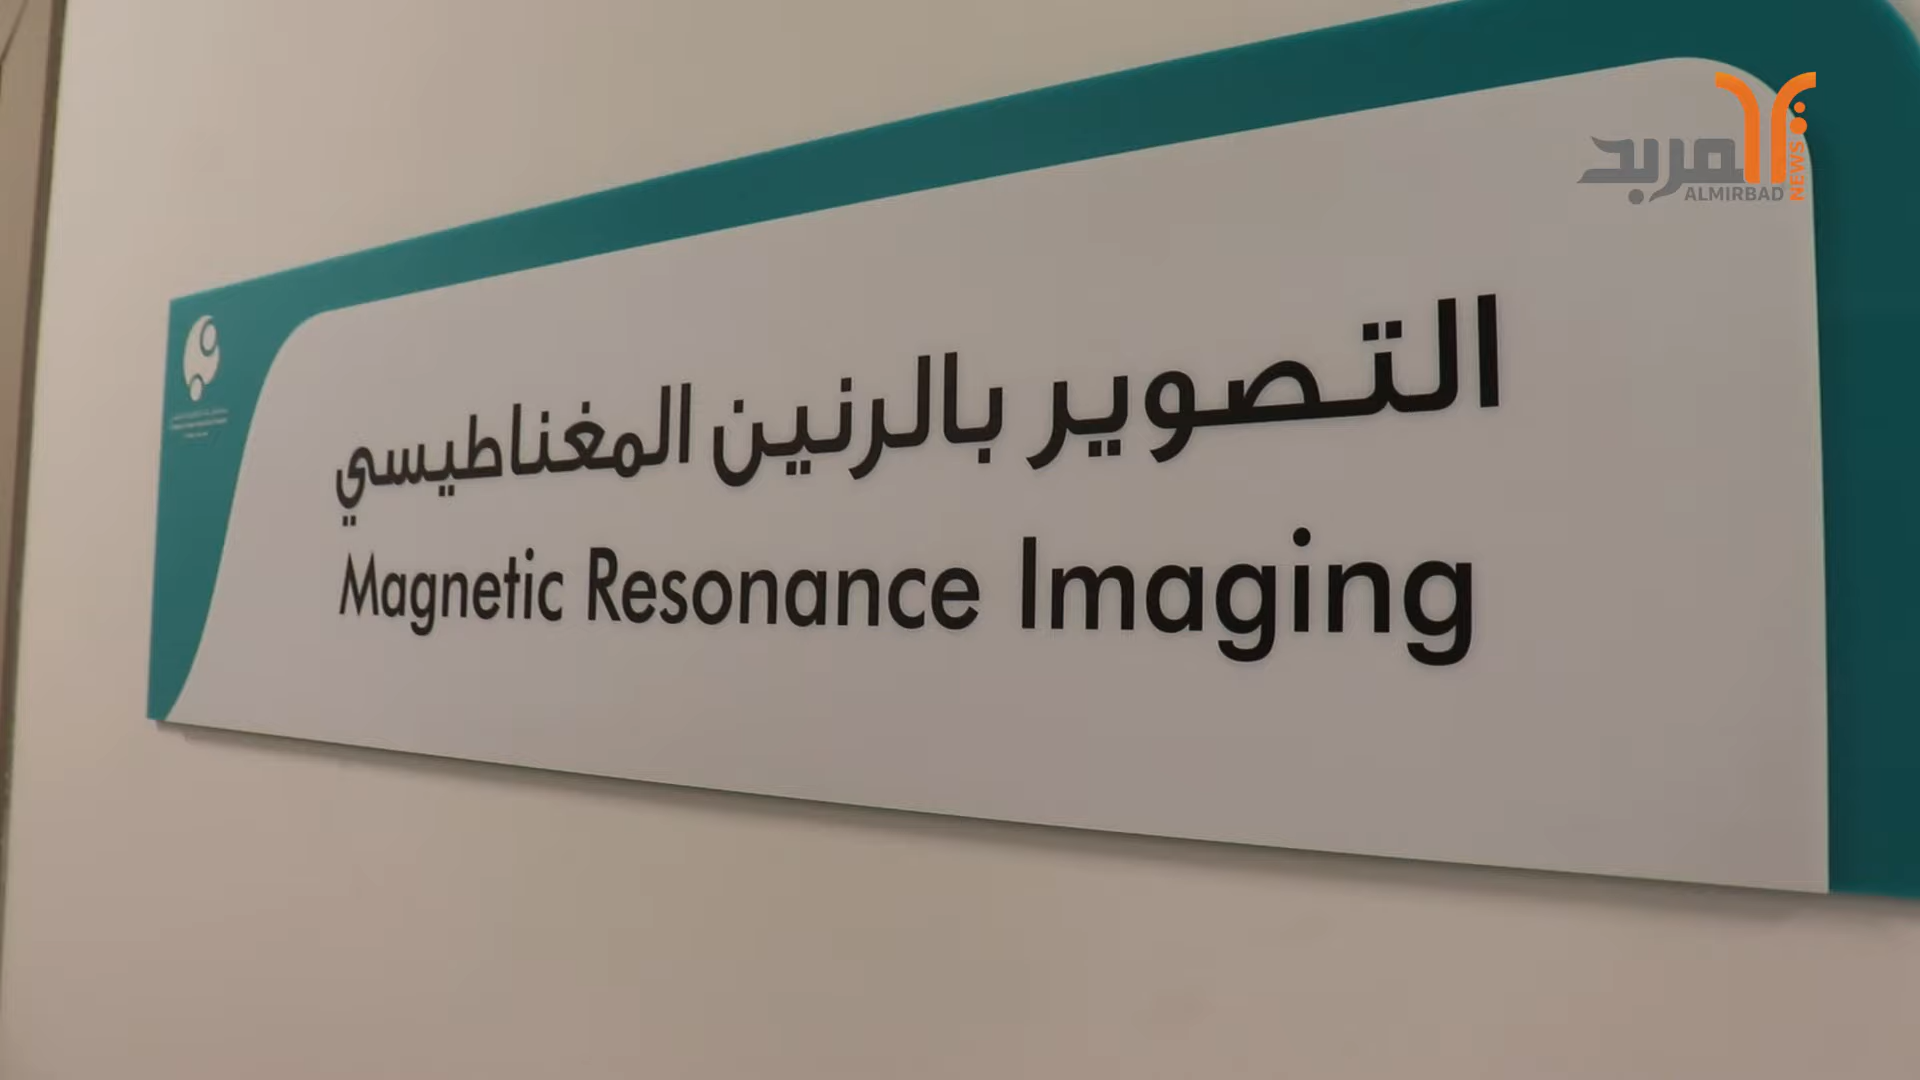 المربد
ALMIRBAD
NEWS
التصوير بالرنين المغناطيسي
Magnetic Resonance Imaging